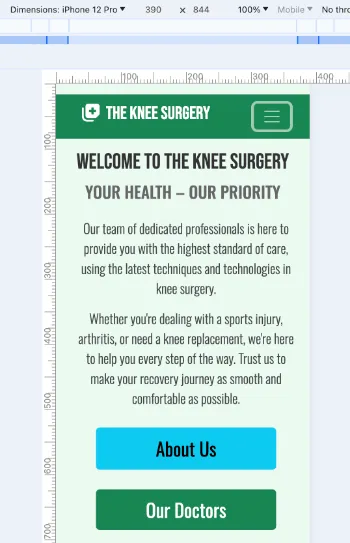 Dimensions: iPhone 12 Pro ▼ 390 × 844 100% ▼ Mobile ▼ No thro
100 200 300 400
THE KNEE SURGERY
100
WELCOME TO THE KNEE SURGERY
YOUR HEALTH – OUR PRIORITY
200
Our team of dedicated professionals is here to
provide you with the highest standard of care,
using the latest techniques and technologies in
knee surgery.
300
Whether you're dealing with a sports injury,
arthritis, or need a knee replacement, we're here
400
to help you every step of the way. Trust us to
make your recovery journey as smooth and
comfortable as possible.
500
About Us
600
Our Doctors
700